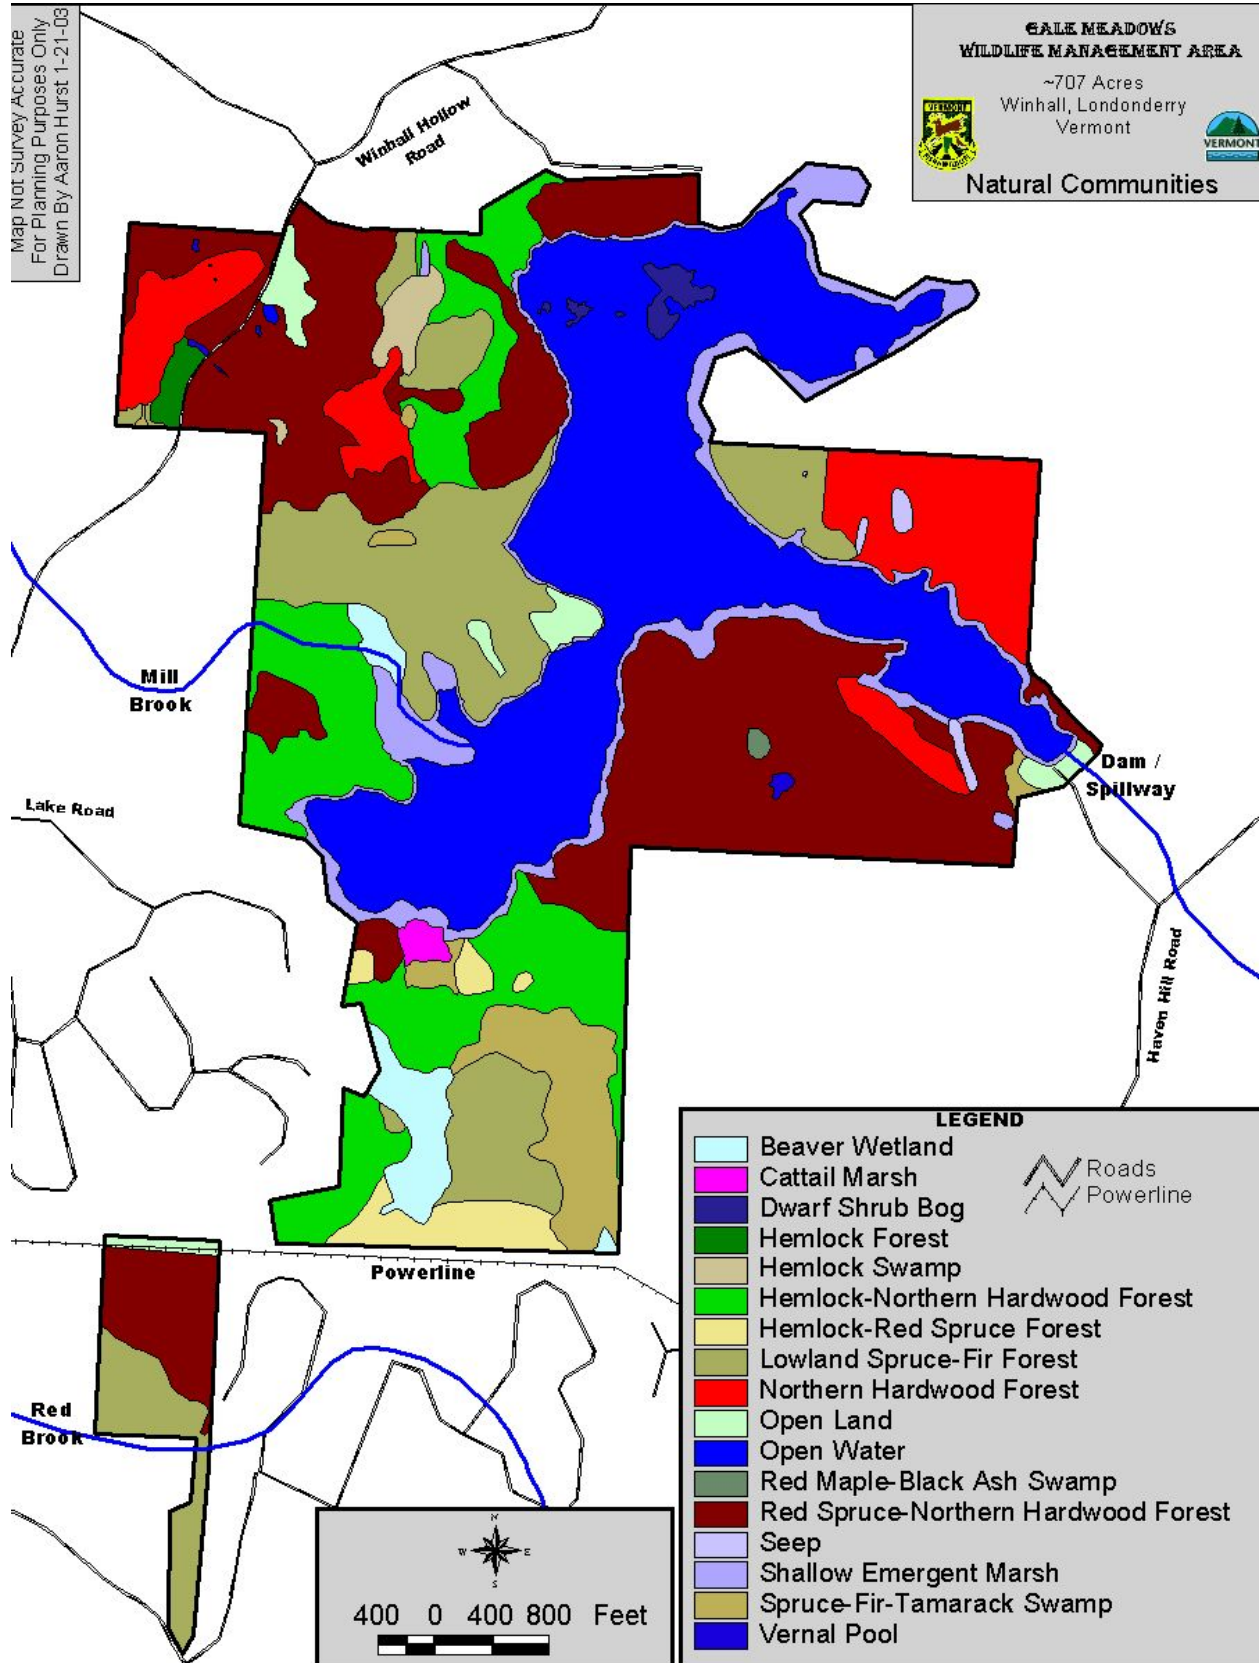 Map Not Survey Accurate
For Planning Purposes Only
Drawn By Aaron Hurst 1-21-03
GALE MEADOWS
WILDLIFE MANAGEMENT AREA
~707 Acres
Winhall, Londonderry
Vermont
VERMONT
VERMONT
Natural Communities
Winhall Hollow
Road
Mill
Brook
Dam /
Spillway
Lake Road
Haven Hill Road
Powerline
Red
Brook
N
W
E
S
400 0 400 800 Feet
LEGEND
Beaver Wetland
Cattail Marsh
Dwarf Shrub Bog
Hemlock Forest
Hemlock Swamp
Hemlock-Northern Hardwood Forest
Hemlock-Red Spruce Forest
Lowland Spruce-Fir Forest
Northern Hardwood Forest
Open Land
Open Water
Red Maple-Black Ash Swamp
Red Spruce-Northern Hardwood Forest
Seep
Shallow Emergent Marsh
Spruce-Fir-Tamarack Swamp
Vernal Pool
Roads
Powerline